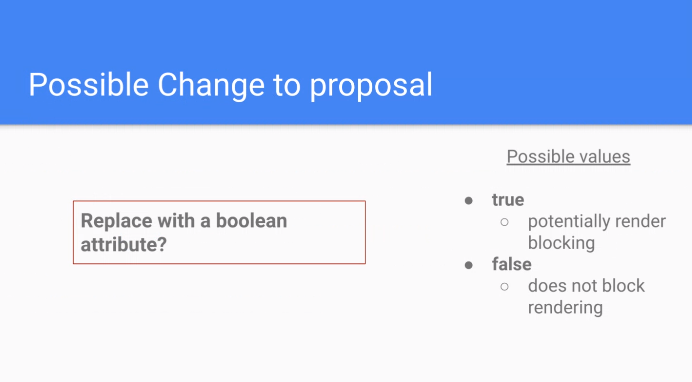 Possible Change to proposal
Replace with a boolean
attribute?
Possible values
● true
○ potentially render
blocking
● false
○ does not block
rendering